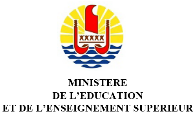 MINISTERE
DE L'EDUCATION
ET DE L'ENSEIGNEMENT SUPERIEUR